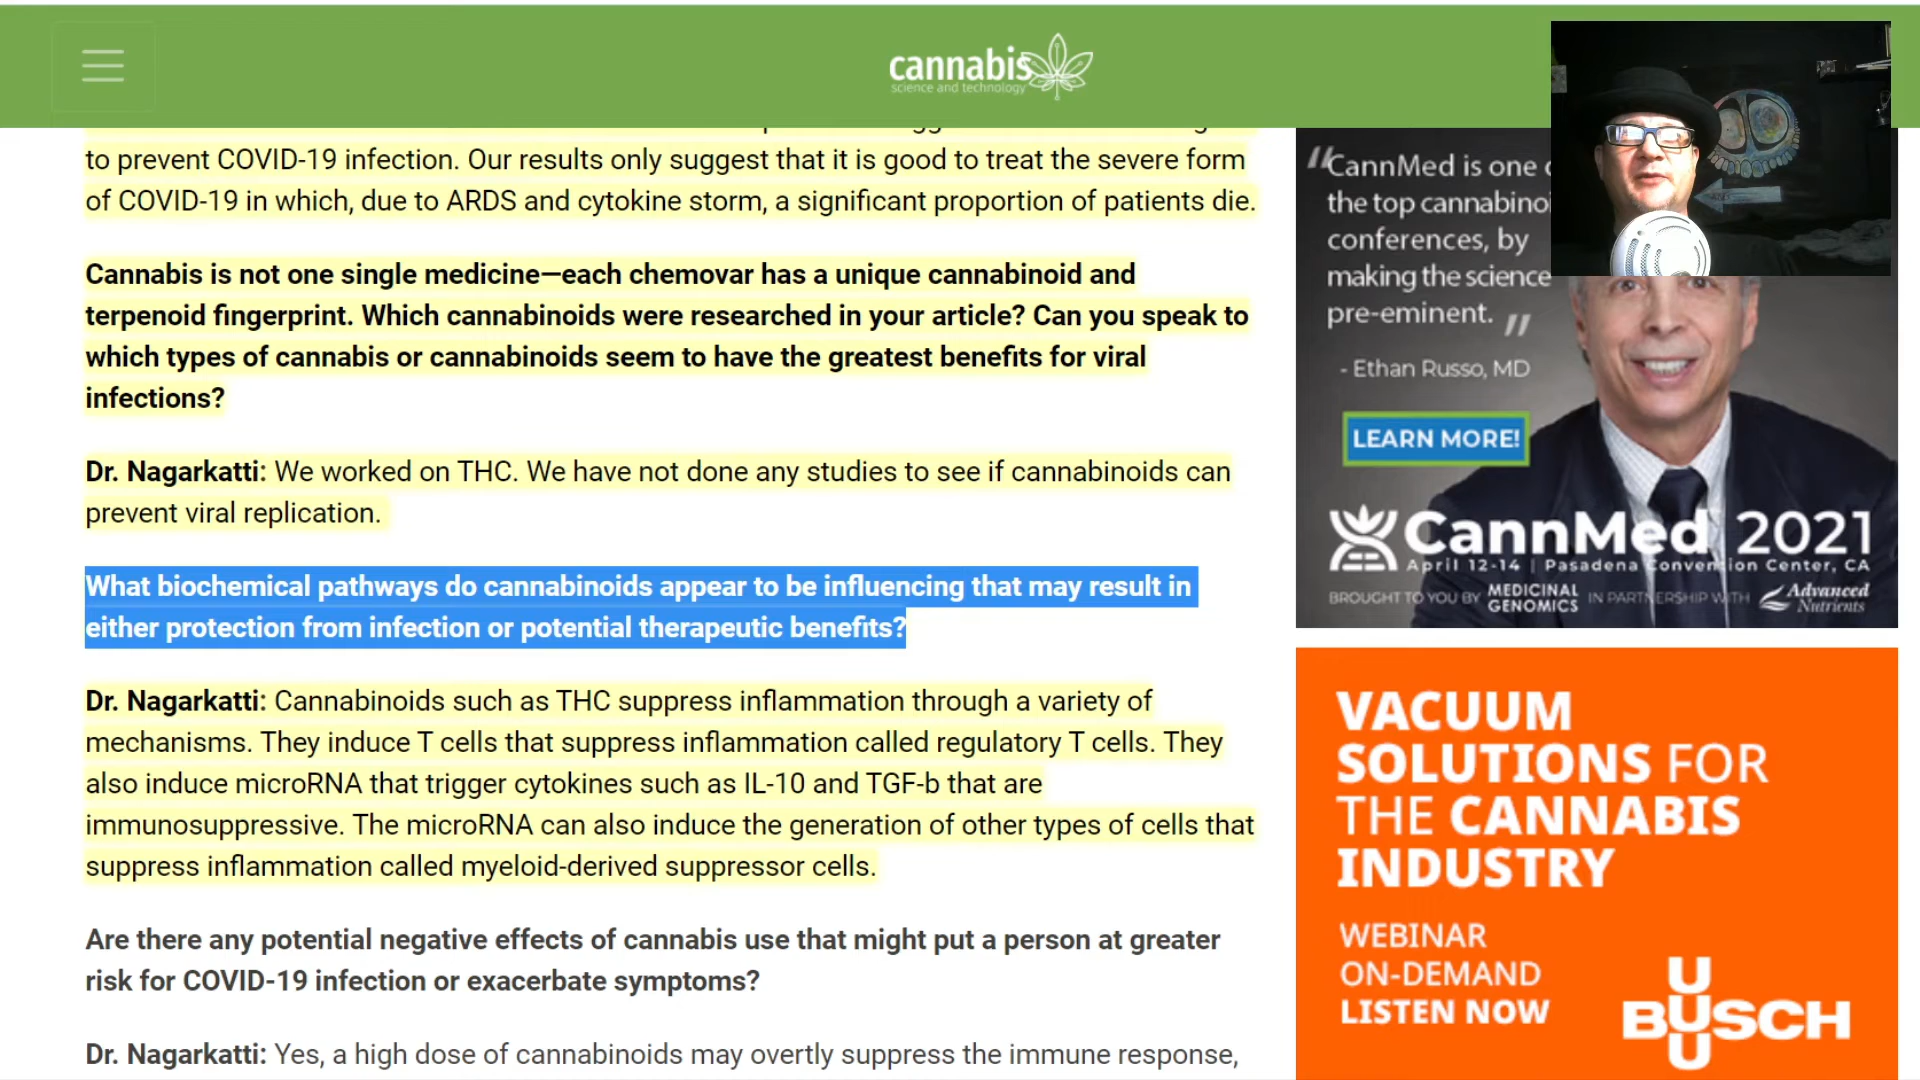 cannabis
science and technology
to prevent COVID-19 infection. Our results only suggest that it is good to treat the severe form
of COVID-19 in which, due to ARDS and cytokine storm, a significant proportion of patients die.
Cannabis is not one single medicine—each chemovar has a unique cannabinoid and
terpenoid fingerprint. Which cannabinoids were researched in your article? Can you speak to
which types of cannabis or cannabinoids seem to have the greatest benefits for viral
infections?
Dr. Nagarkatti: We worked on THC. We have not done any studies to see if cannabinoids can
prevent viral replication.
What biochemical pathways do cannabinoids appear to be influencing that may result in
either protection from infection or potential therapeutic benefits?
Dr. Nagarkatti: Cannabinoids such as THC suppress inflammation through a variety of
mechanisms. They induce T cells that suppress inflammation called regulatory T cells. They
also induce microRNA that trigger cytokines such as IL-10 and TGF-b that are
immunosuppressive. The microRNA can also induce the generation of other types of cells that
suppress inflammation called myeloid-derived suppressor cells.
Are there any potential negative effects of cannabis use that might put a person at greater
risk for COVID-19 infection or exacerbate symptoms?
Dr. Nagarkatti: Yes, a high dose of cannabinoids may overtly suppress the immune response,
“CannMed is one
the top cannabino
conferences, by
making the science
pre-eminent. ”
- Ethan Russo, MD
LEARN MORE!
CannMed 2021
April 12-14 | Pasadena Convention Center, CA
BROUGHT TO YOU BY MEDICINAL GENOMICS IN PARTNERSHIP WITH Advanced Nutrients
VACUUM
SOLUTIONS FOR
THE CANNABIS
INDUSTRY
WEBINAR
ON-DEMAND
LISTEN NOW
BUSCH